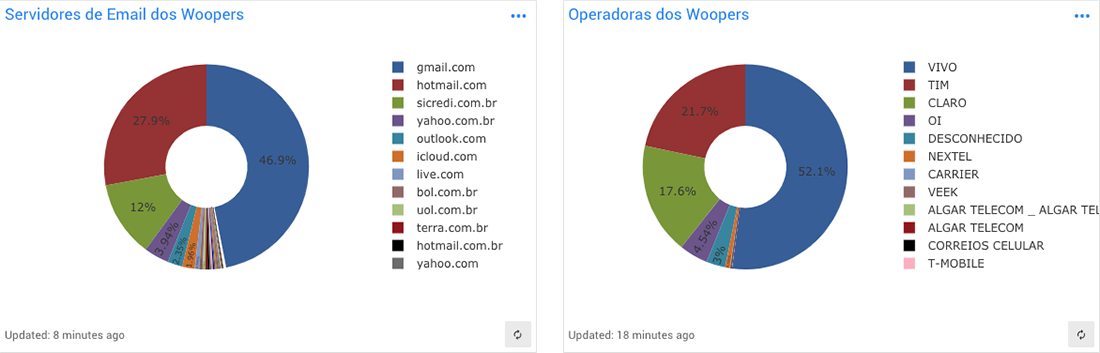 Servidores de Email dos Woopers
46.9%
27.9%
12%
3.94%
2.35%
1.96%
gmail.com
hotmail.com
sicredi.com.br
yahoo.com.br
outlook.com
icloud.com
live.com
bol.com.br
uol.com.br
terra.com.br
hotmail.com.br
yahoo.com
Updated: 8 minutes ago
Operadoras dos Woopers
52.1%
21.7%
17.6%
4.54%
3%
VIVO
TIM
CLARO
OI
DESCONHECIDO
NEXTEL
CARRIER
VEEK
ALGAR TELECOM _ ALGAR TEL
ALGAR TELECOM
CORREIOS CELULAR
T-MOBILE
Updated: 18 minutes ago